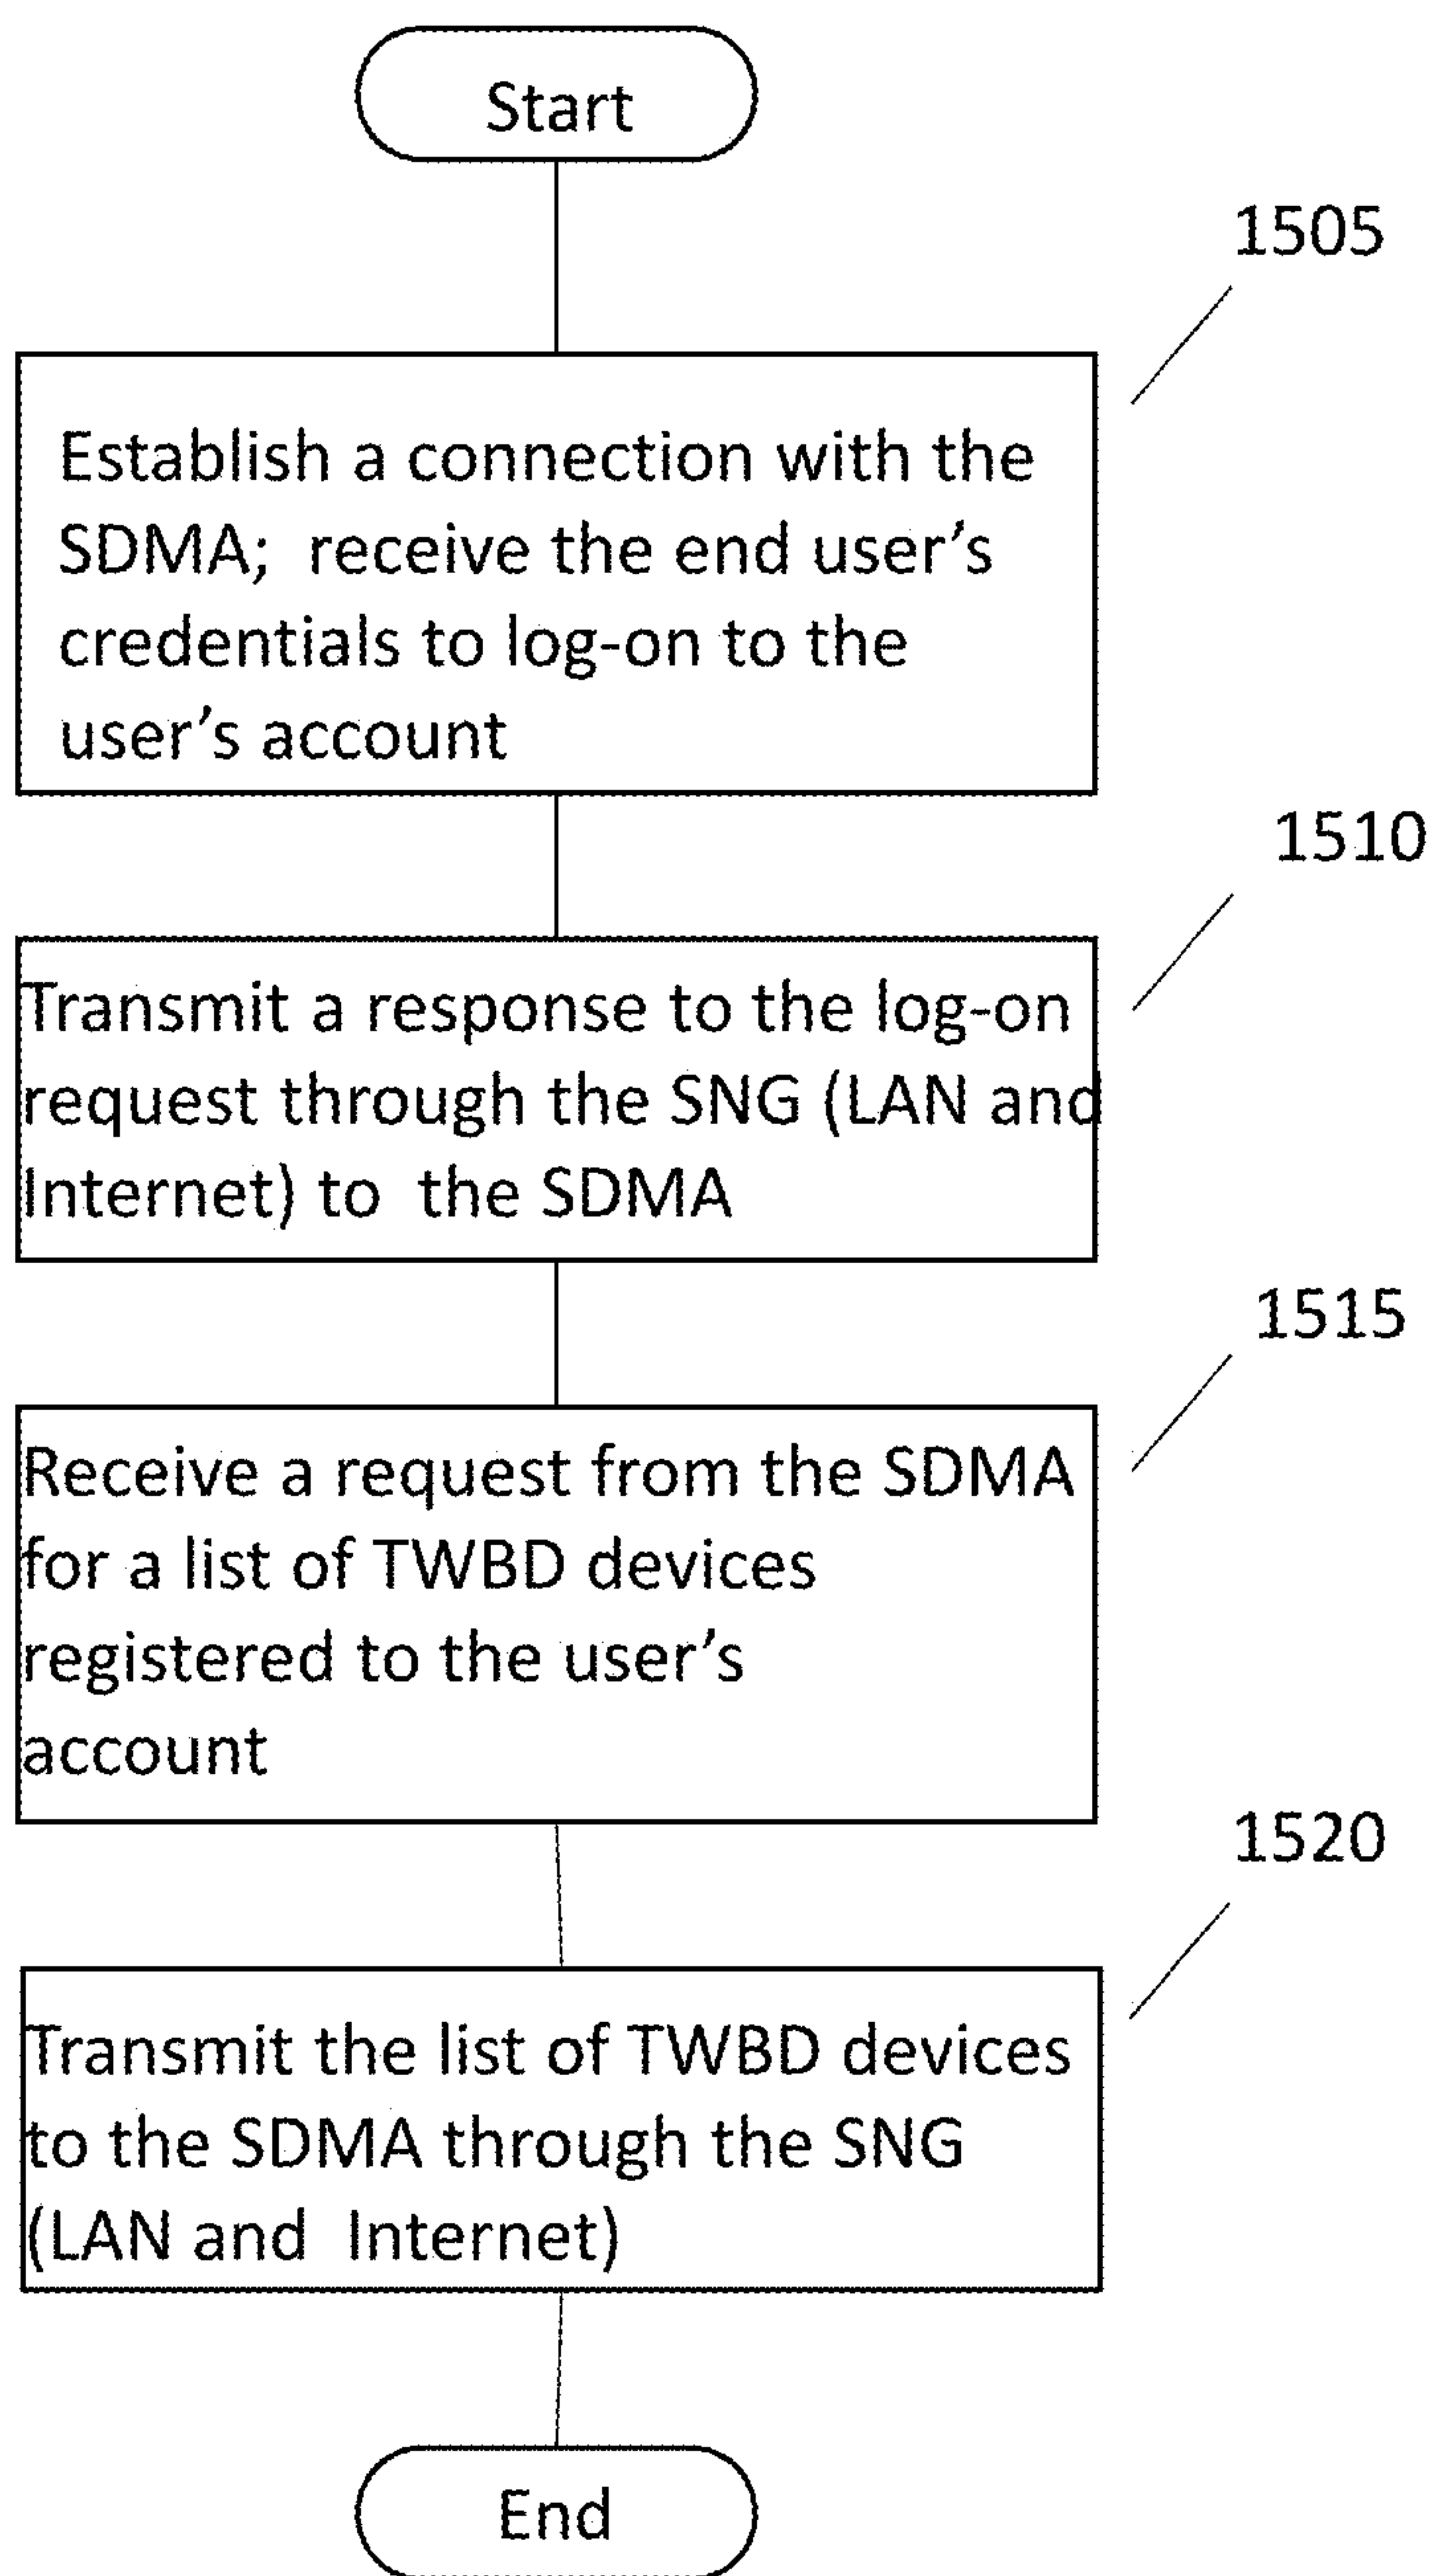 Start
1505
Establish a connection with the
SDMA;  receive the end user's
credentials to log-on to the
user's account
1510
Transmit a response to the log-on
request through the SNG (LAN and
Internet) to  the SDMA
1515
Receive a request from the SDMA
for a list of TWBD devices
registered to the user's
account
1520
Transmit the list of TWBD devices
to the SDMA through the SNG
(LAN and  Internet)
End